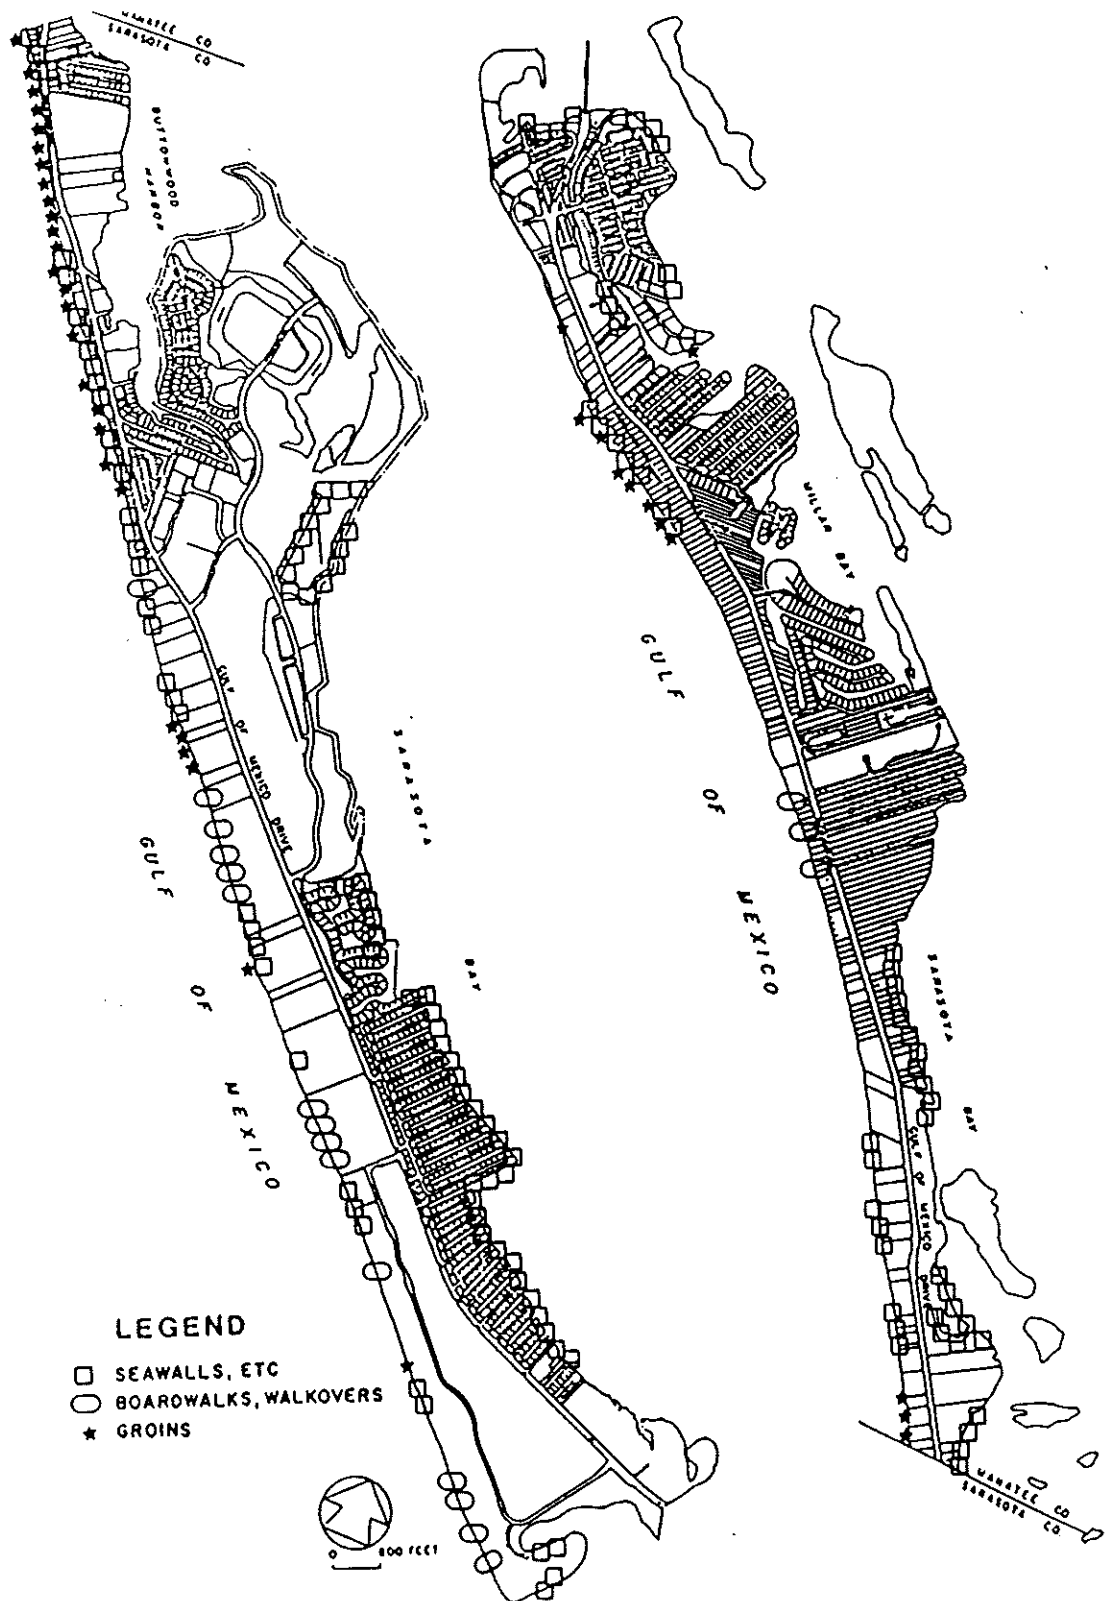 MANATEE CO
SARASOTA CO
BUTTONWOOD
HARBOR
GULF OF MEXICO DRIVE
SARASOTA BAY
GULF OF MEXICO
LEGEND
SEAWALLS, ETC
BOARDWALKS, WALKOVERS
GROINS
0 800 FEET
GULF OF MEXICO
BAY
SARASOTA BAY
GULF OF MEXICO DRIVE
MANATEE CO
SARASOTA CO.